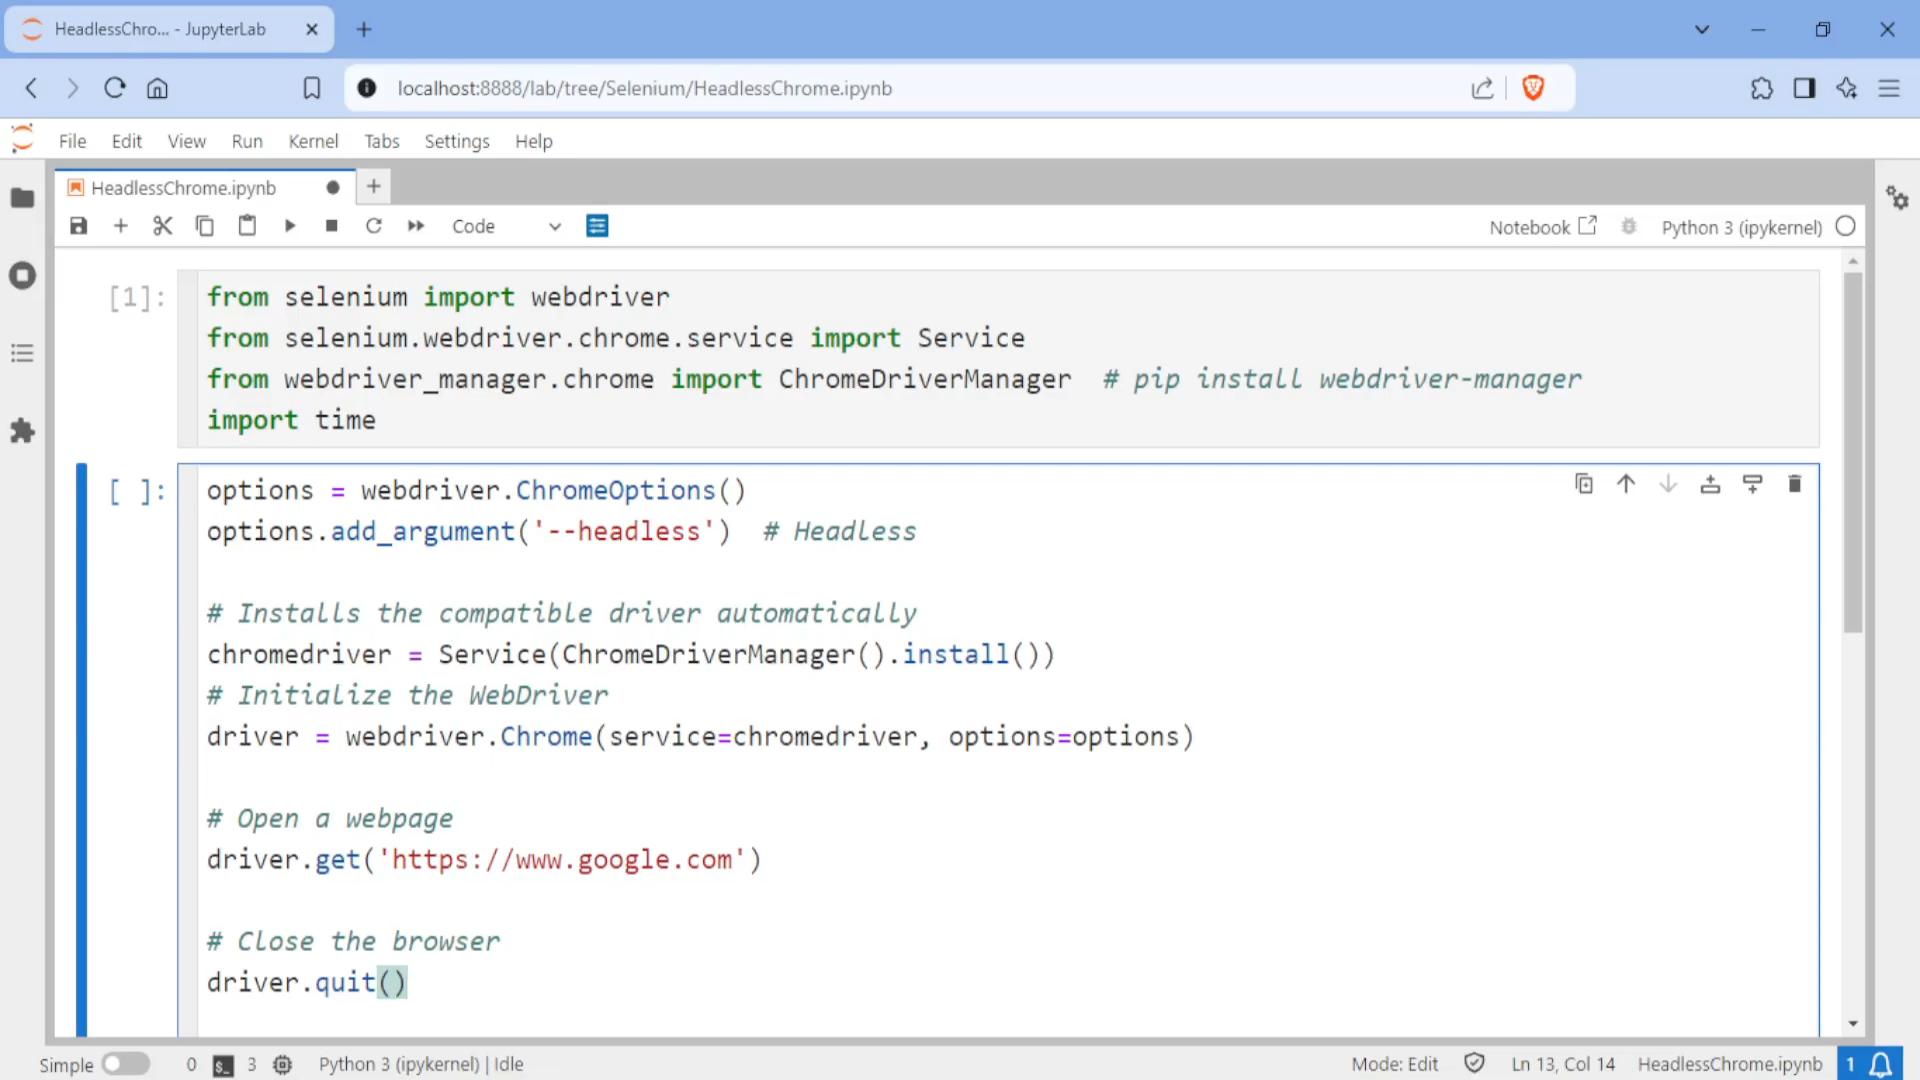 HeadlessChro... - JupyterLab
localhost:8888/lab/tree/Selenium/HeadlessChrome.ipynb
File Edit View Run Kernel Tabs Settings Help
HeadlessChrome.ipynb
Code Notebook Python 3 (ipykernel)
[1]: from selenium import webdriver
from selenium.webdriver.chrome.service import Service
from webdriver_manager.chrome import ChromeDriverManager  # pip install webdriver-manager
import time
[ ]: options = webdriver.ChromeOptions()
options.add_argument('--headless')  # Headless
# Installs the compatible driver automatically
chromedriver = Service(ChromeDriverManager().install())
# Initialize the WebDriver
driver = webdriver.Chrome(service=chromedriver, options=options)
# Open a webpage
driver.get('https://www.google.com')
# Close the browser
driver.quit()
Simple 0 $_ 3 Python 3 (ipykernel) | Idle Mode: Edit Ln 13, Col 14 HeadlessChrome.ipynb 1